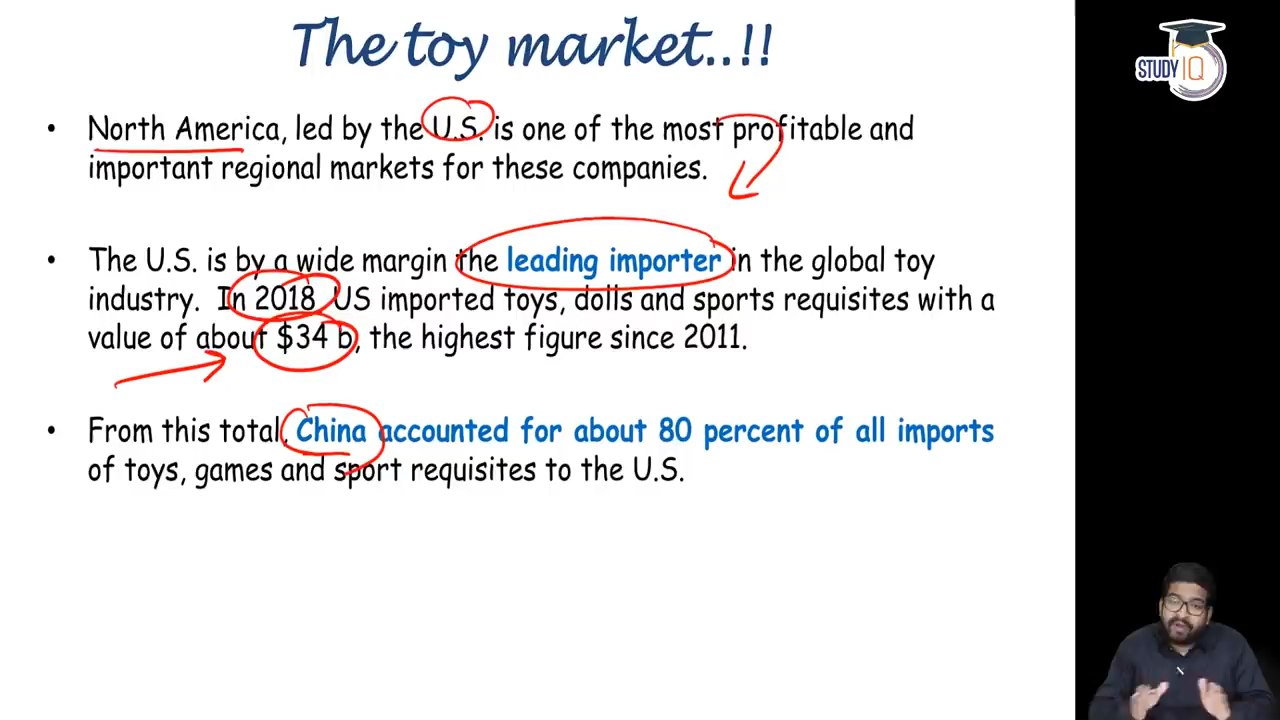 The toy market..!!
STUDY IQ
• North America, led by the U.S. is one of the most profitable and
important regional markets for these companies.
• The U.S. is by a wide margin the leading importer in the global toy
industry. In 2018 US imported toys, dolls and sports requisites with a
value of about $34 b, the highest figure since 2011.
• From this total, China accounted for about 80 percent of all imports
of toys, games and sport requisites to the U.S.